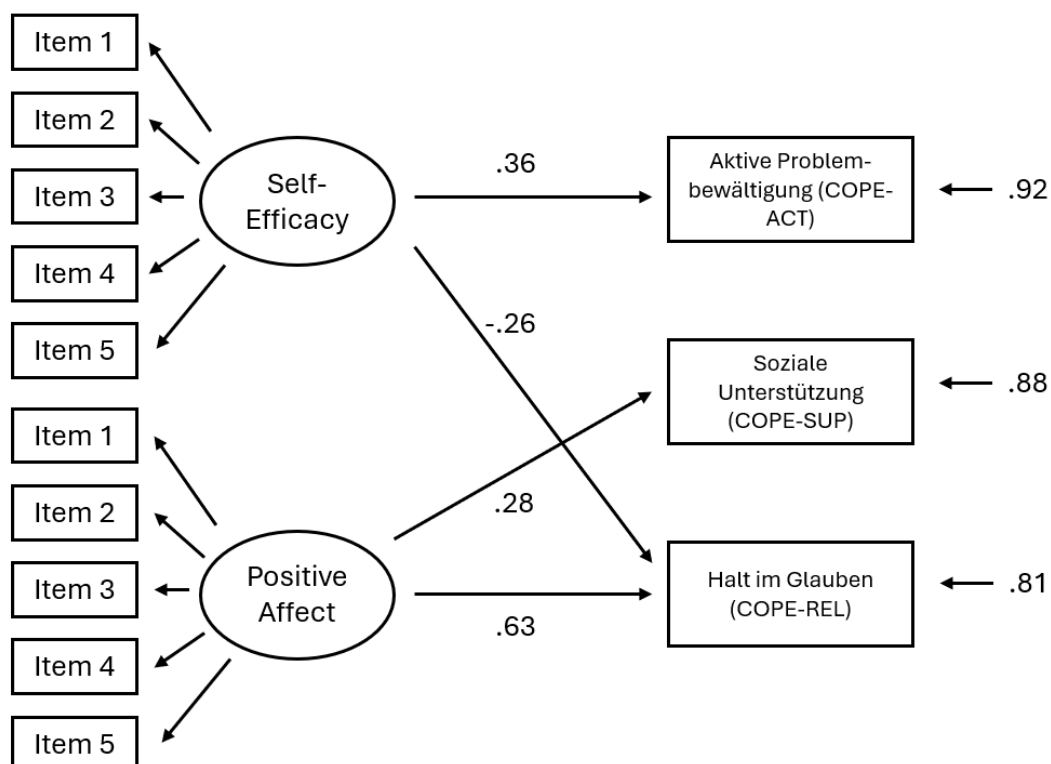 Item 1
Item 2
Item 3
Item 4
Item 5
Self-
Efficacy
.36
-.26
Aktive Problem-
bewältigung (COPE-
ACT)
.92
Soziale
Unterstützung
(COPE-SUP)
.88
Item 1
Item 2
Item 3
Item 4
Item 5
Positive
Affect
.28
.63
Halt im Glauben
(COPE-REL)
.81